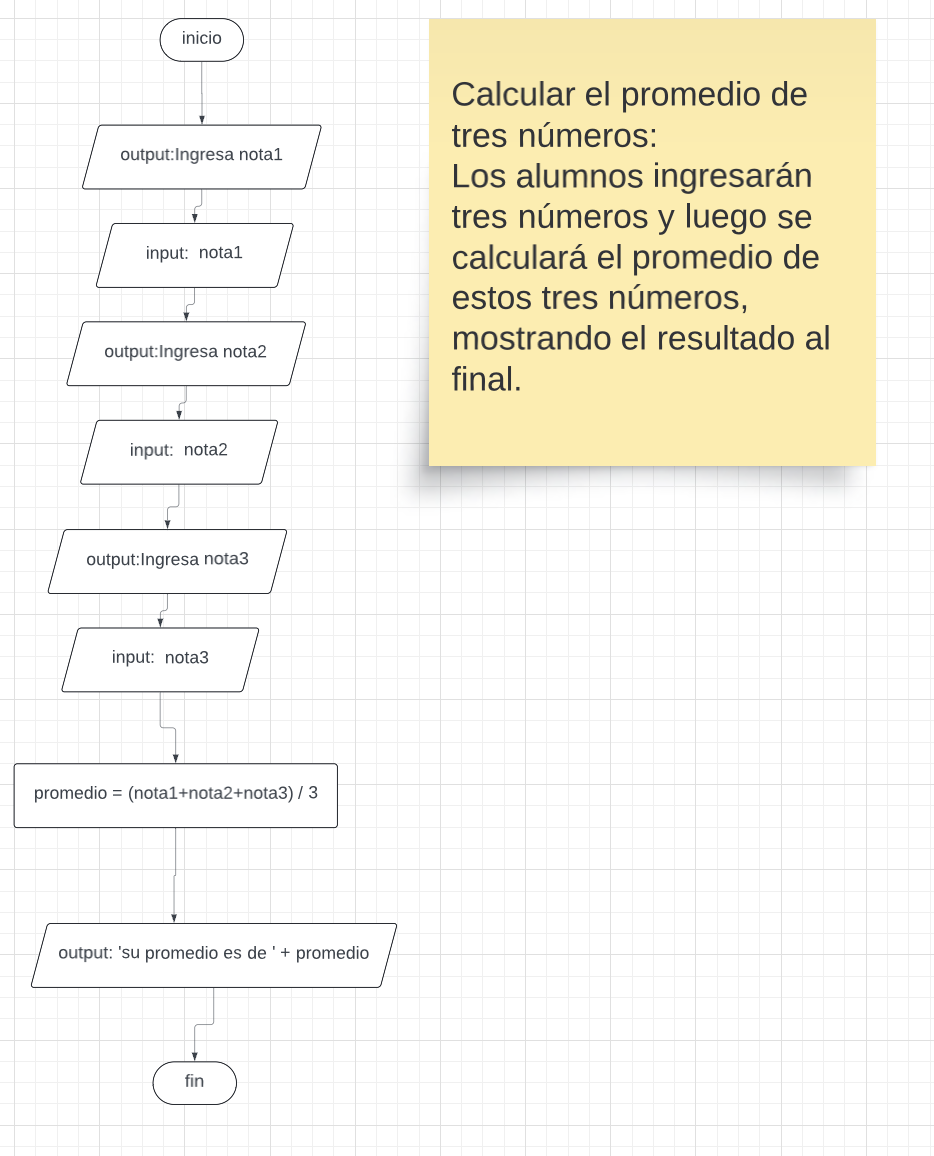 inicio
output:Ingresa nota1
input: nota1
output:Ingresa nota2
input: nota2
output:Ingresa nota3
input: nota3
promedio = (nota1+nota2+nota3) / 3
output: 'su promedio es de ' + promedio
fin
Calcular el promedio de
tres números:
Los alumnos ingresarán
tres números y luego se
calculará el promedio de
estos tres números,
mostrando el resultado al
final.